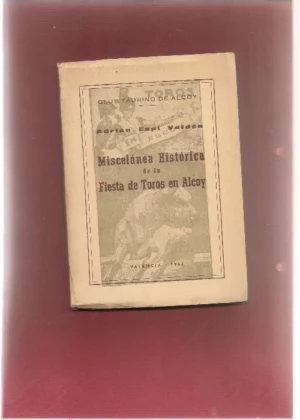 TOROS
CLUB TAURINO DE ALCOY
Adrián Espí Valdés
Miscelánea Histórica
de la
Fiesta de Toros en Alcoy
VALENCIA